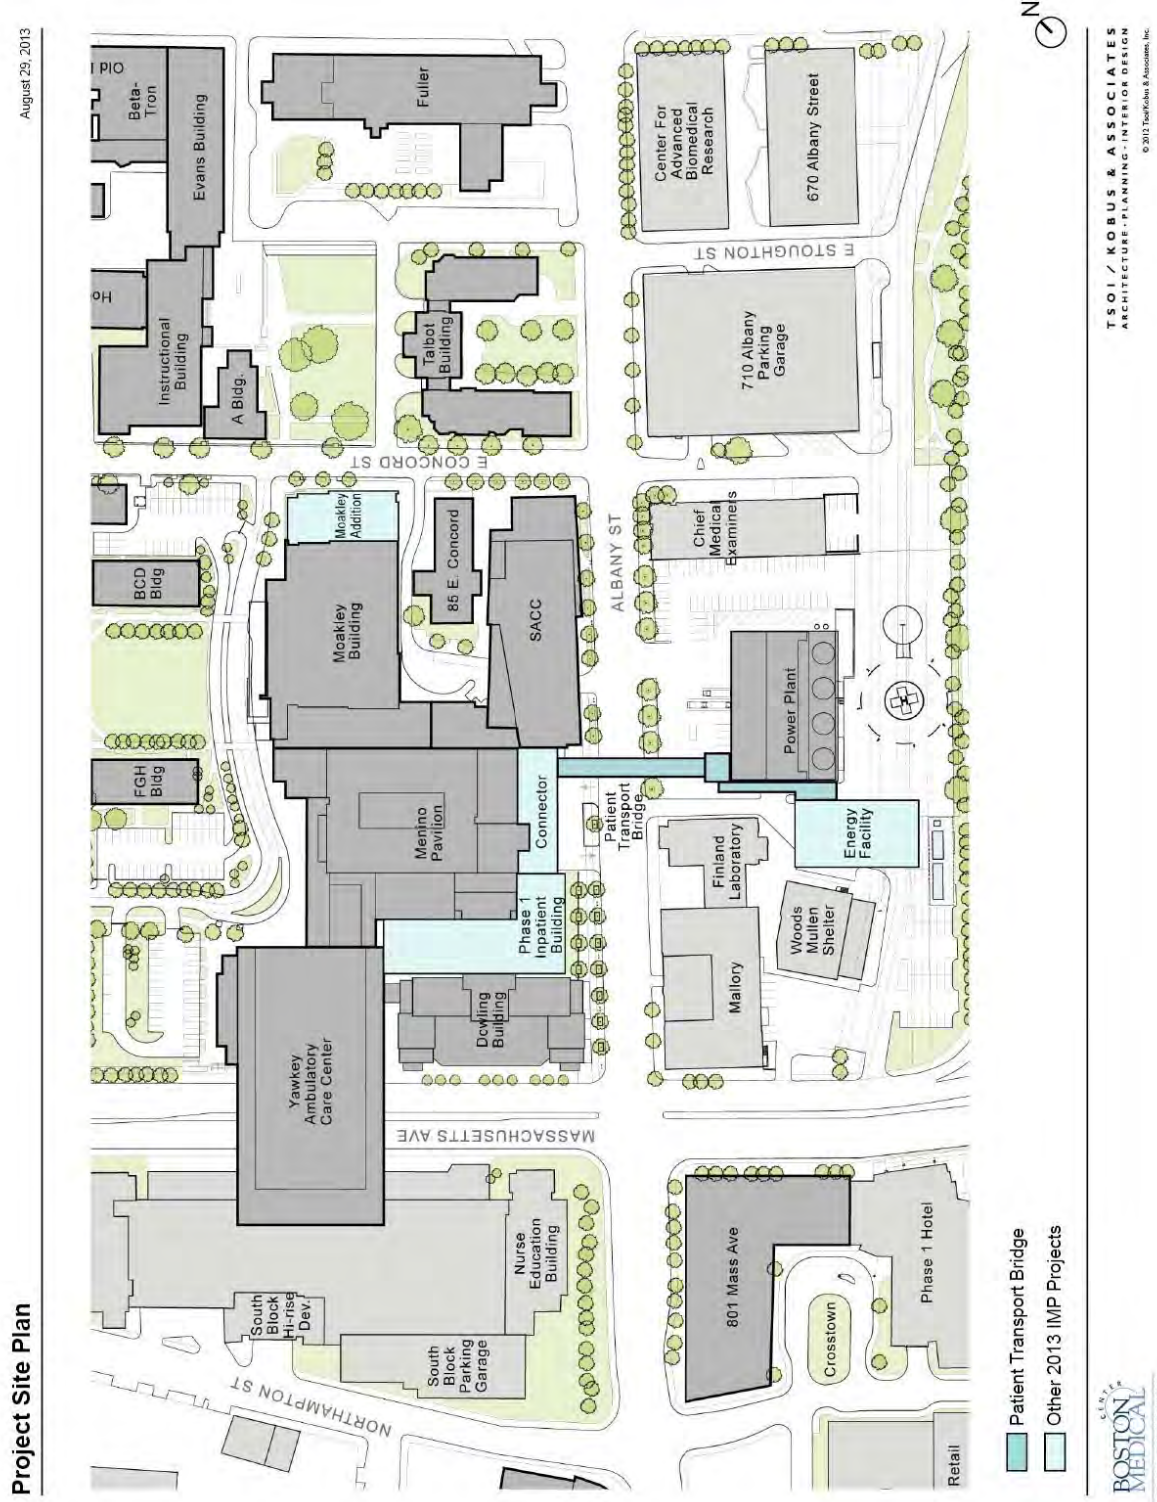 Project Site Plan
August 29, 2013
Beta-
Tron
Evans Building
Fuller
Center For
Advanced
Biomedical
Research
670 Albany Street
E STOUGHTON ST
Instructional
Building
A Bldg.
Talbot
Building
710 Albany
Parking
Garage
E CONCORD ST
BCD
Bldg
Moakley
Addition
Moakley
Building
85 E. Concord
SACC
ALBANY ST
Chief
Medical
Examiners
Power Plant
H
FGH
Bldg
Menino
Pavilion
Connector
Patient
Transport
Bridge
Finland
Laboratory
Energy
Facility
Phase 1
Inpatient
Building
Woods
Mullen
Shelter
Mallory
Dowling
Building
Yawkey
Ambulatory
Care Center
MASSACHUSETTS AVE
Nurse
Education
Building
South
Block
Hi-rise
Dev.
South
Block
Parking
Garage
NORTHAMPTON ST
801 Mass Ave
Phase 1 Hotel
Crosstown
Retail
Patient Transport Bridge
Other 2013 IMP Projects
N
BOSTON
MEDICAL
CENTER
TSOI / KOBUS & ASSOCIATES
ARCHITECTURE · PLANNING · INTERIOR DESIGN
© 2012 Tsoi/Kobus & Associates, Inc.